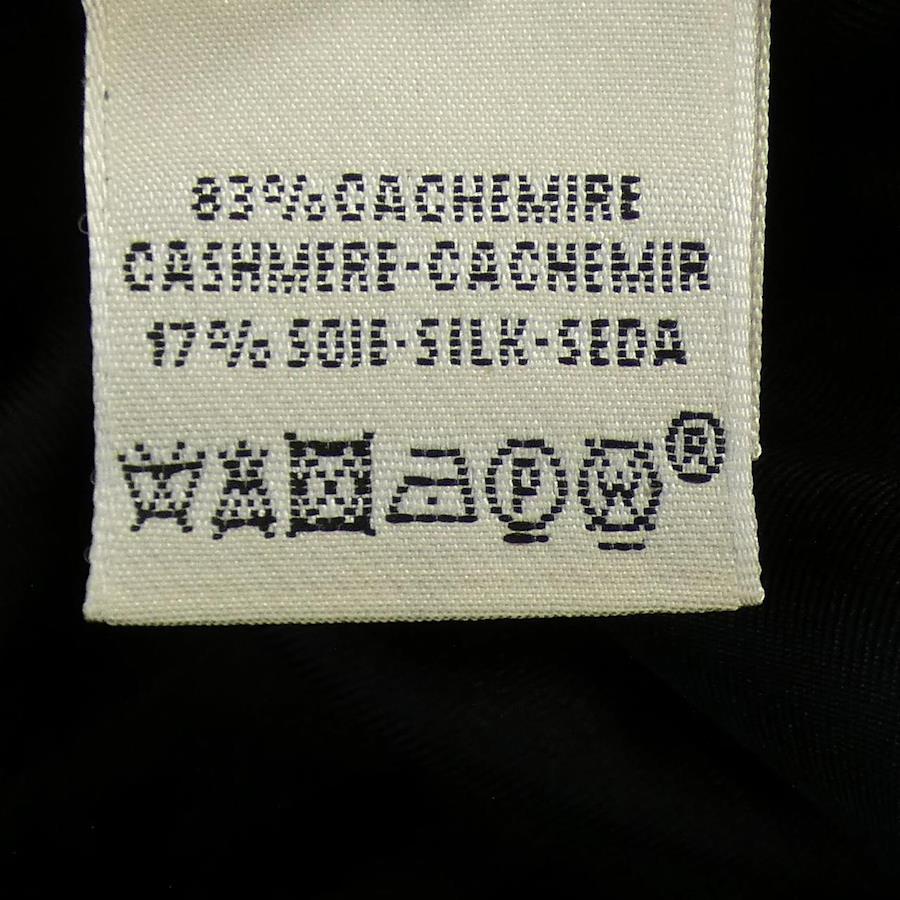 83% CACHEMIRE
CASHMERE-CACHEMIR
17% SOIE-SILK-SEDA
P W ®